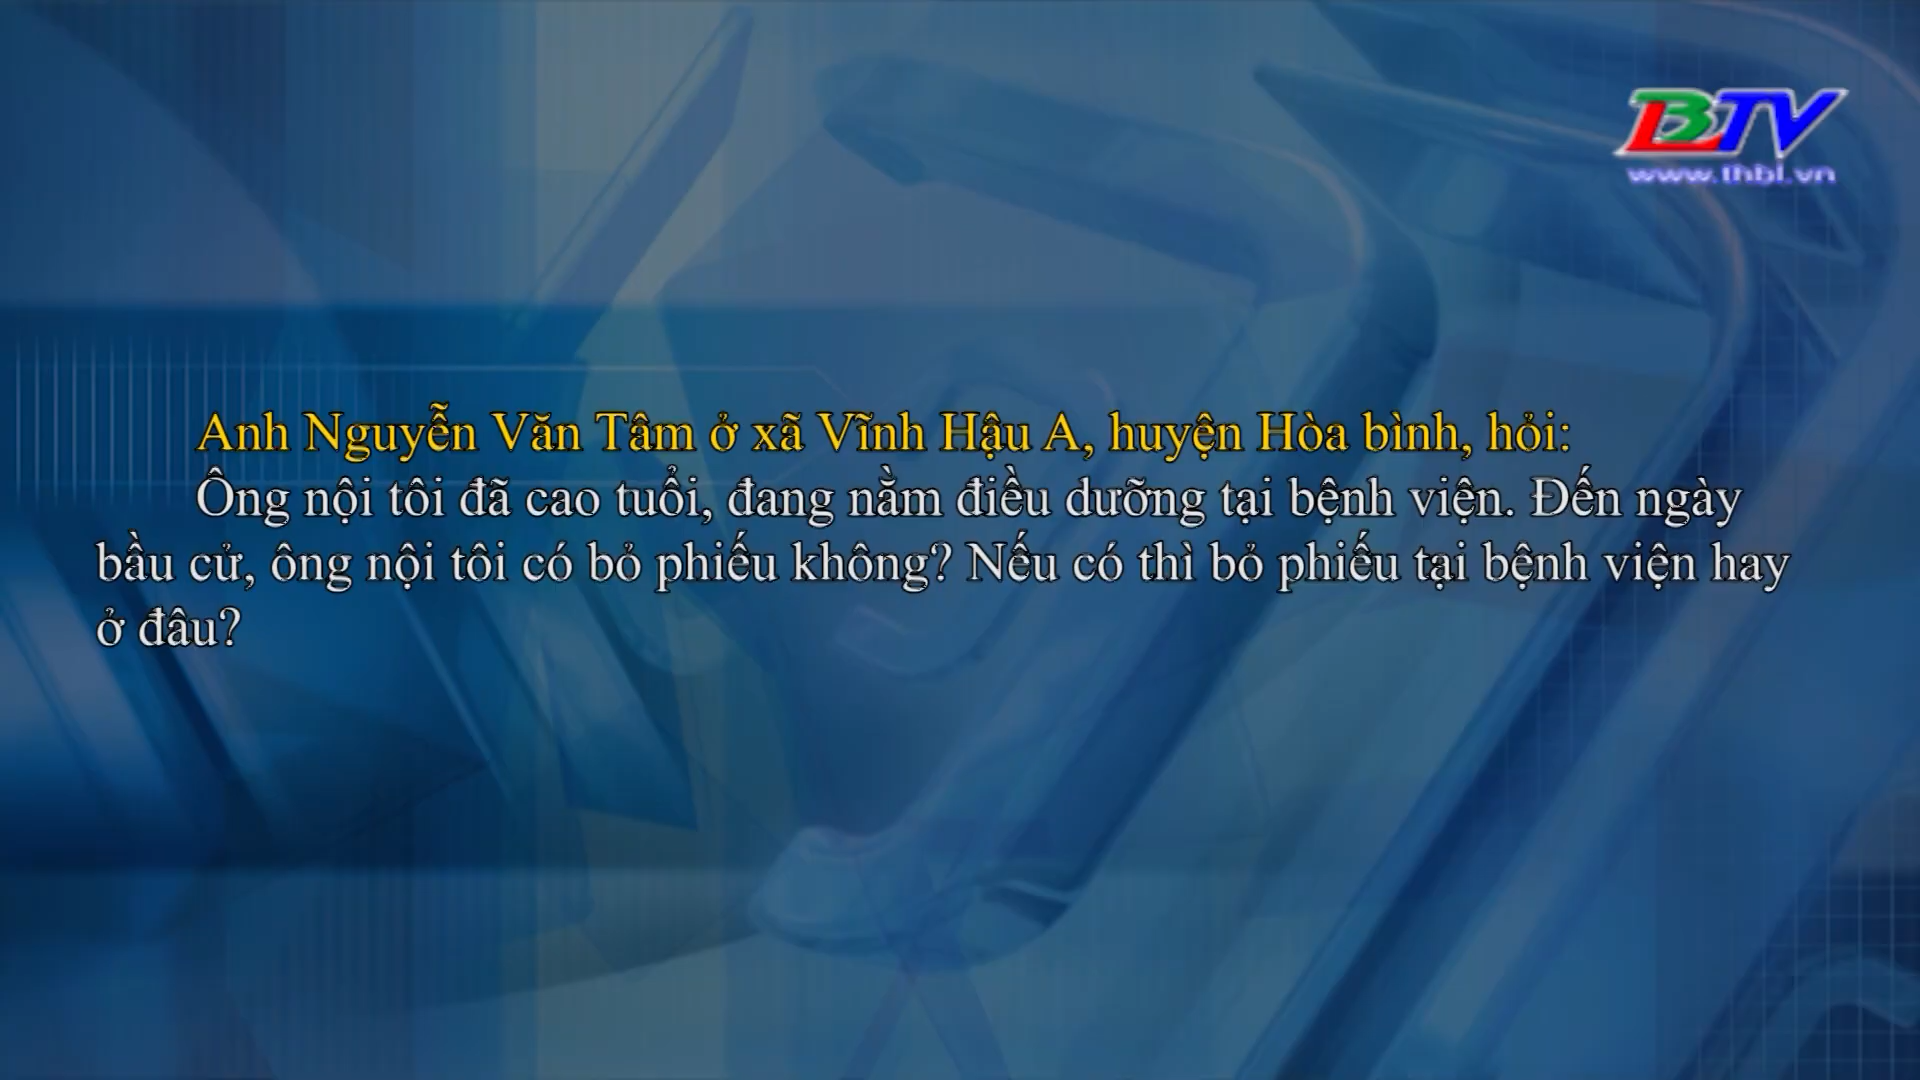 BTV
www.thbl.vn
Anh Nguyễn Văn Tâm ở xã Vĩnh Hậu A, huyện Hòa bình, hỏi:
Ông nội tôi đã cao tuổi, đang nằm điều dưỡng tại bệnh viện. Đến ngày
bầu cử, ông nội tôi có bỏ phiếu không? Nếu có thì bỏ phiếu tại bệnh viện hay
ở đâu?